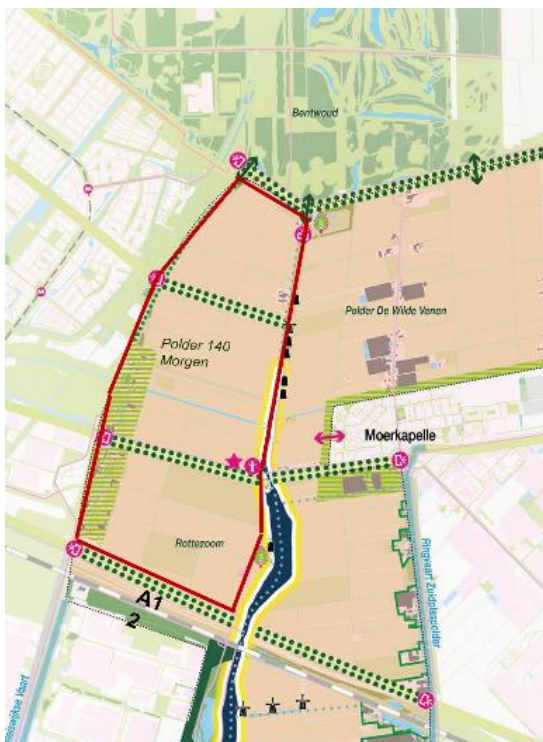 Bentwoud
Polder De Wilde Venen
Polder 140
Morgen
Moerkapelle
Rottezoom
Ringvaart Zuidplaspolder
A1
2